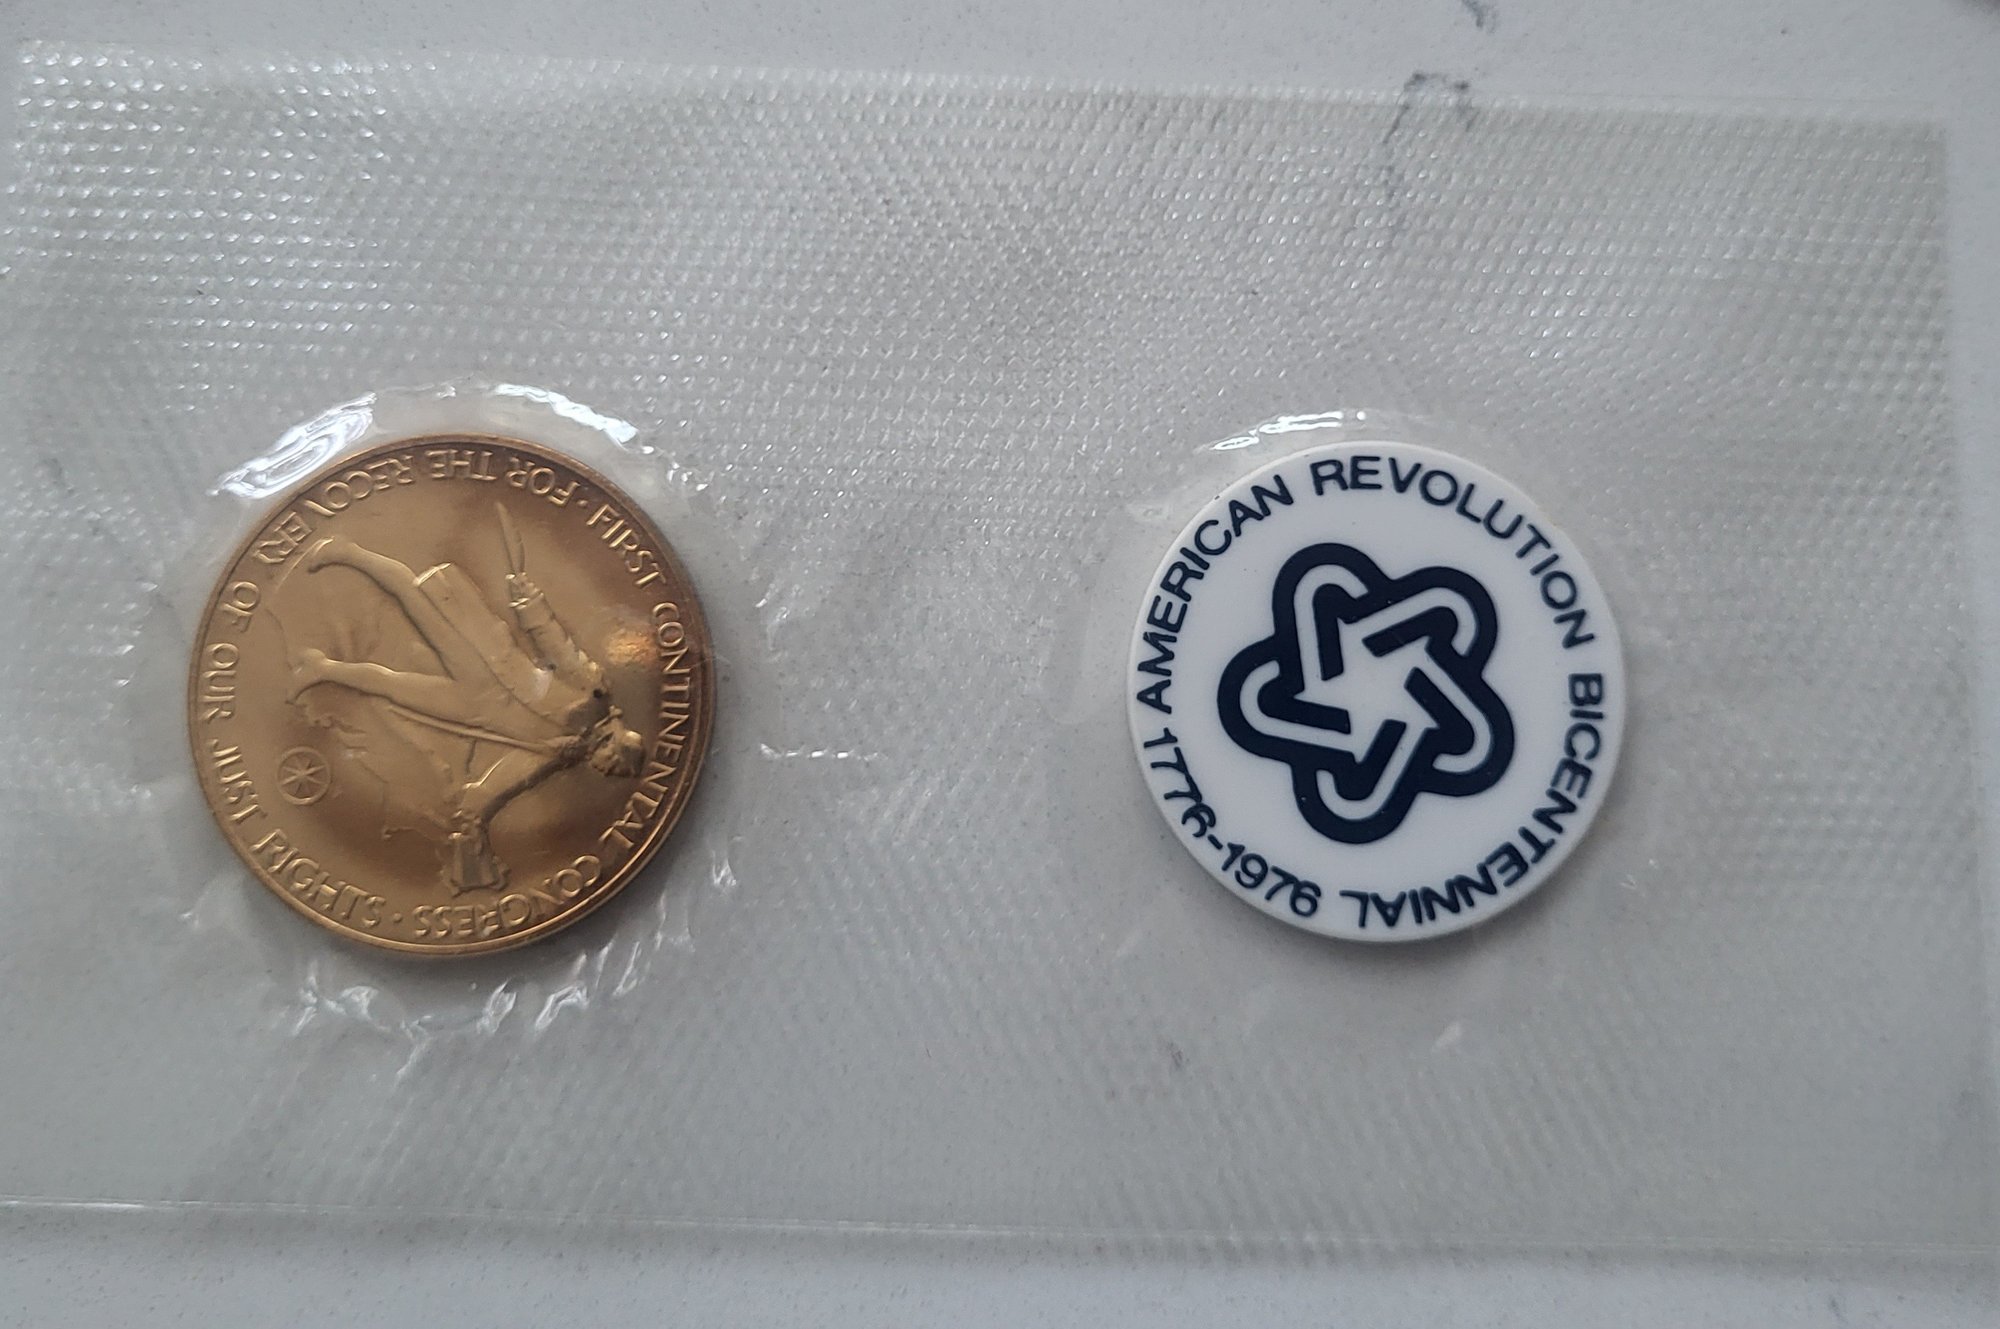 FIRST CONTINENTAL CONGRESS · FOR THE RECOVERY OF OUR JUST RIGHTS ·
AMERICAN REVOLUTION BICENTENNIAL 1776-1976